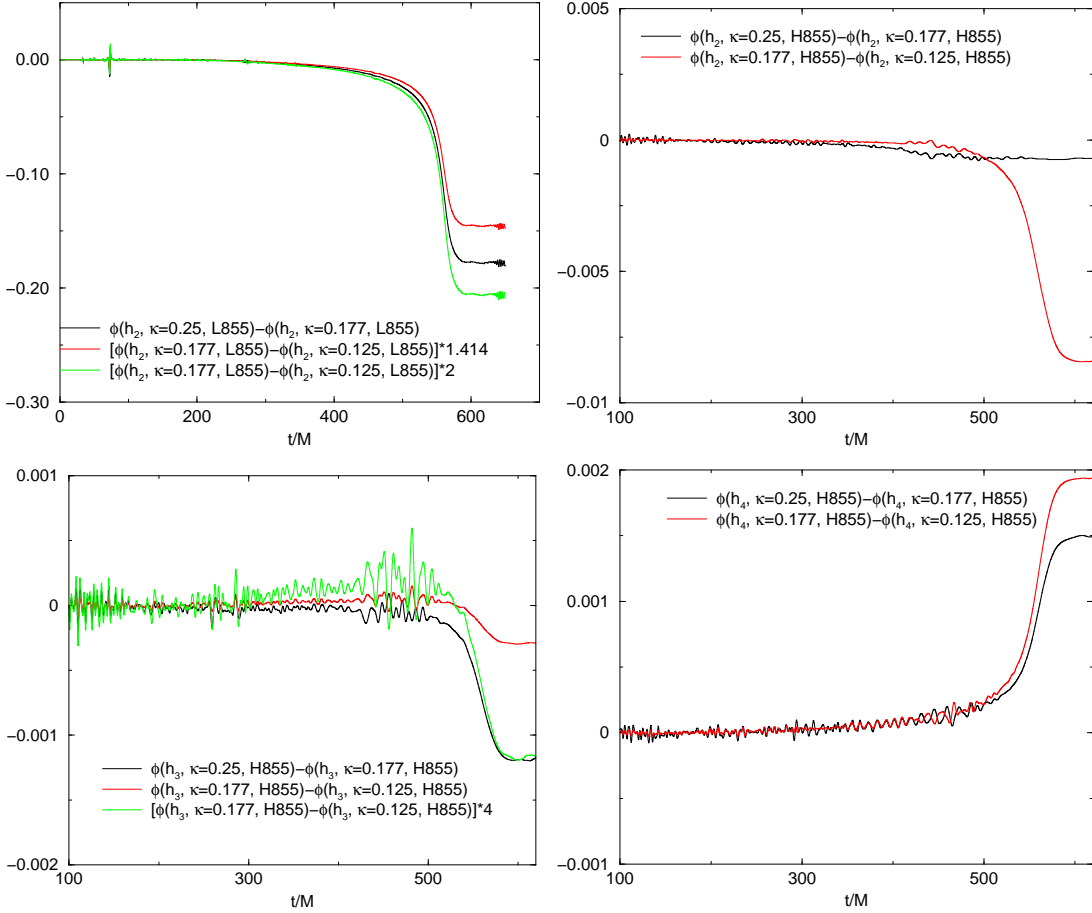 0.00
−0.10
−0.20
−0.30
0
200
400
600
t/M
ϕ(h₂, κ=0.25, L855)−ϕ(h₂, κ=0.177, L855)
[ϕ(h₂, κ=0.177, L855)−ϕ(h₂, κ=0.125, L855)]*1.414
[ϕ(h₂, κ=0.177, L855)−ϕ(h₂, κ=0.125, L855)]*2
0.005
0
−0.005
−0.01
100
300
500
t/M
ϕ(h₂, κ=0.25, H855)−ϕ(h₂, κ=0.177, H855)
ϕ(h₂, κ=0.177, H855)−ϕ(h₂, κ=0.125, H855)
0.001
0
−0.001
−0.002
100
300
500
t/M
ϕ(h₃, κ=0.25, H855)−ϕ(h₃, κ=0.177, H855)
ϕ(h₃, κ=0.177, H855)−ϕ(h₃, κ=0.125, H855)
[ϕ(h₃, κ=0.177, H855)−ϕ(h₃, κ=0.125, H855)]*4
0.002
0.001
0
−0.001
100
300
500
t/M
ϕ(h₄, κ=0.25, H855)−ϕ(h₄, κ=0.177, H855)
ϕ(h₄, κ=0.177, H855)−ϕ(h₄, κ=0.125, H855)